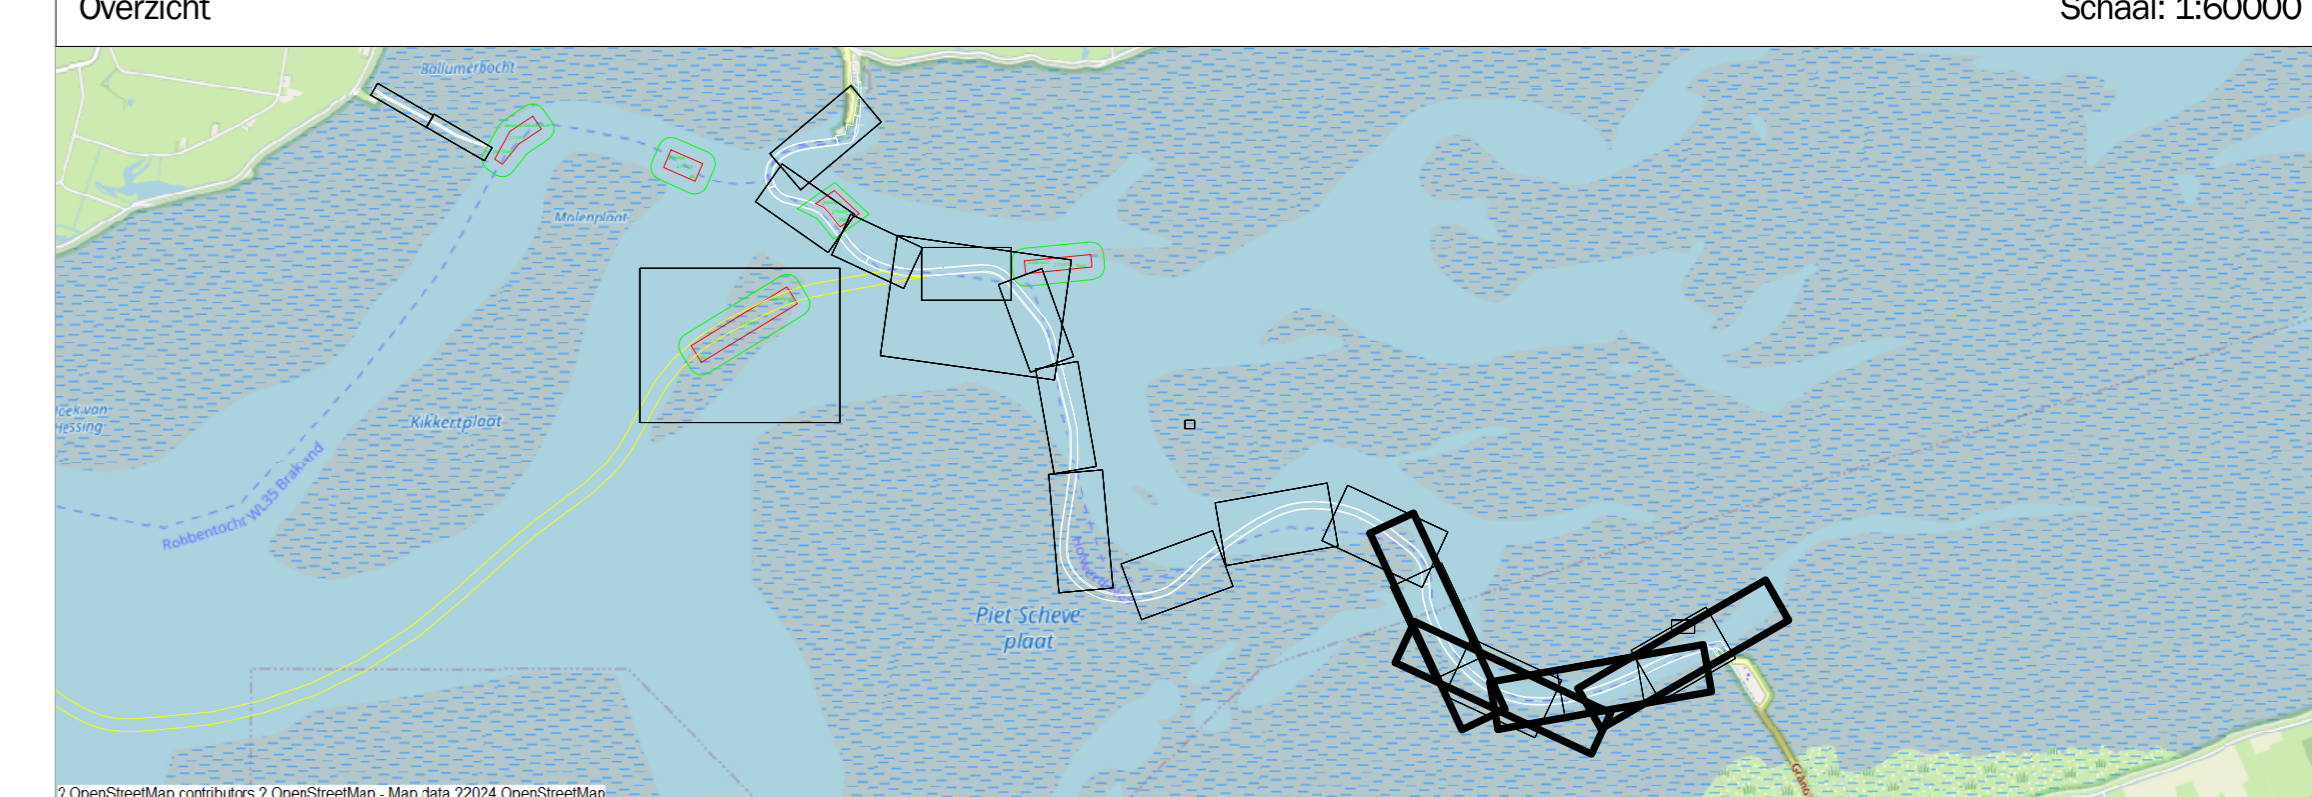 Overzicht
Schaal: 1:60000
Ballumerbocht
Molenplaat
Kikkertplaat
Robbentocht WL35 Brakzand
Piet Scheve
plaat
? OpenStreetMap contributors ? OpenStreetMap - Map data ?2024 OpenStreetMap